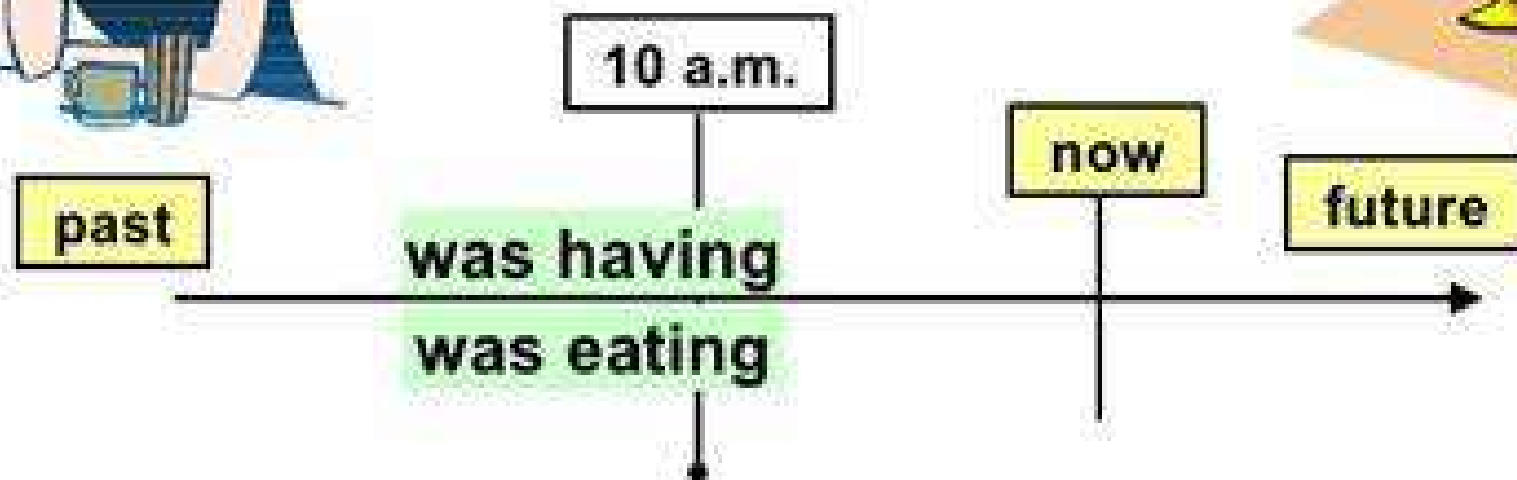 10 a.m.
now
past
future
was having
was eating